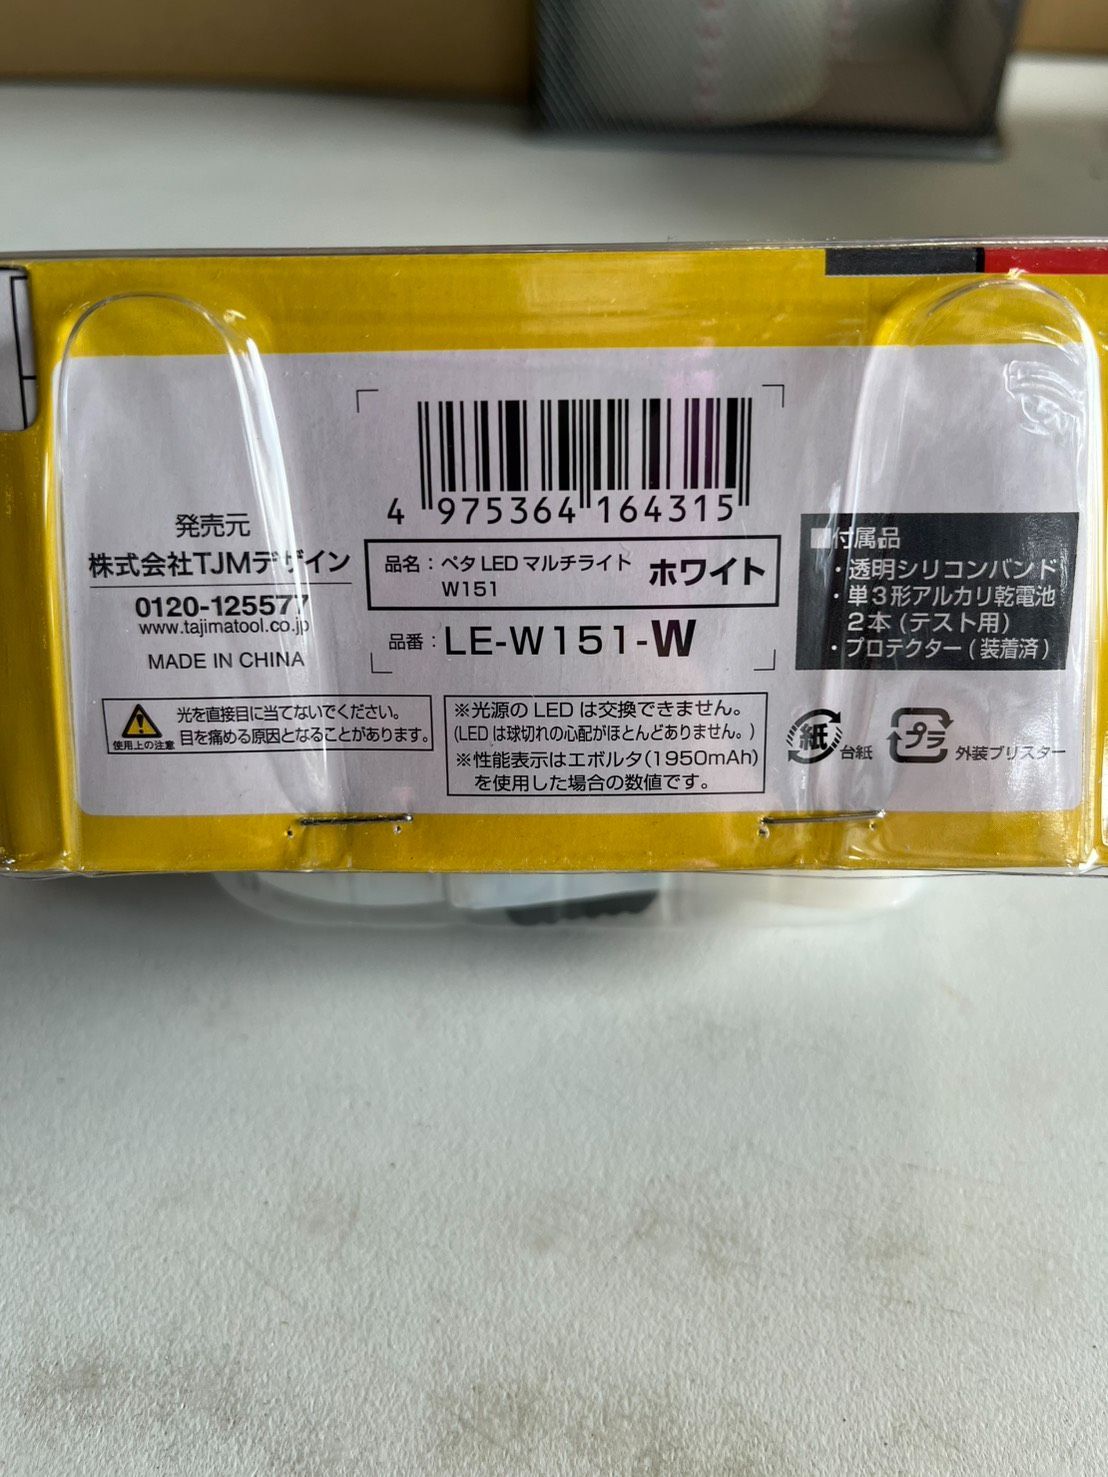 4 975364 164315
発売元
株式会社TJMデザイン
0120-125577
www.tajimatool.co.jp
MADE IN CHINA
品名：ペタ LED マルチライト ホワイト
W151
品番：LE-W151-W
■付属品
・透明シリコンバンド
・単3形アルカリ乾電池
2本（テスト用）
・プロテクター（装着済）
使用上の注意
光を直接目に当てないでください。
目を痛める原因となることがあります。
※光源の LED は交換できません。
(LED は球切れの心配がほとんどありません。)
※性能表示はエボルタ(1950mAh)
を使用した場合の数値です。
紙 台紙
プラ 外装ブリスター